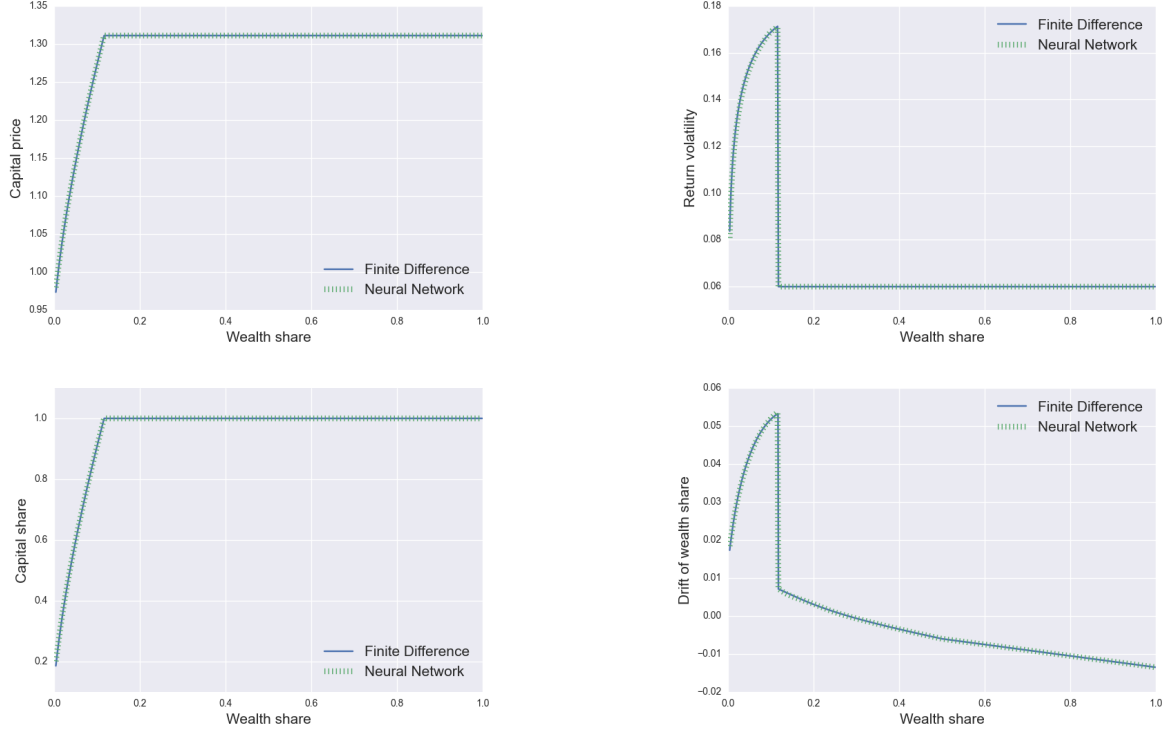 1.35
1.30
1.25
1.20
1.15
1.10
1.05
1.00
0.95
Capital price
0.0 0.2 0.4 0.6 0.8 1.0
Wealth share
Finite Difference
Neural Network
0.18
0.16
0.14
0.12
0.10
0.08
0.06
Return volatility
0.0 0.2 0.4 0.6 0.8 1.0
Wealth share
Finite Difference
Neural Network
1.0
0.8
0.6
0.4
0.2
Capital share
0.0 0.2 0.4 0.6 0.8 1.0
Wealth share
Finite Difference
Neural Network
0.06
0.05
0.04
0.03
0.02
0.01
0.00
−0.01
−0.02
Drift of wealth share
0.0 0.2 0.4 0.6 0.8 1.0
Wealth share
Finite Difference
Neural Network